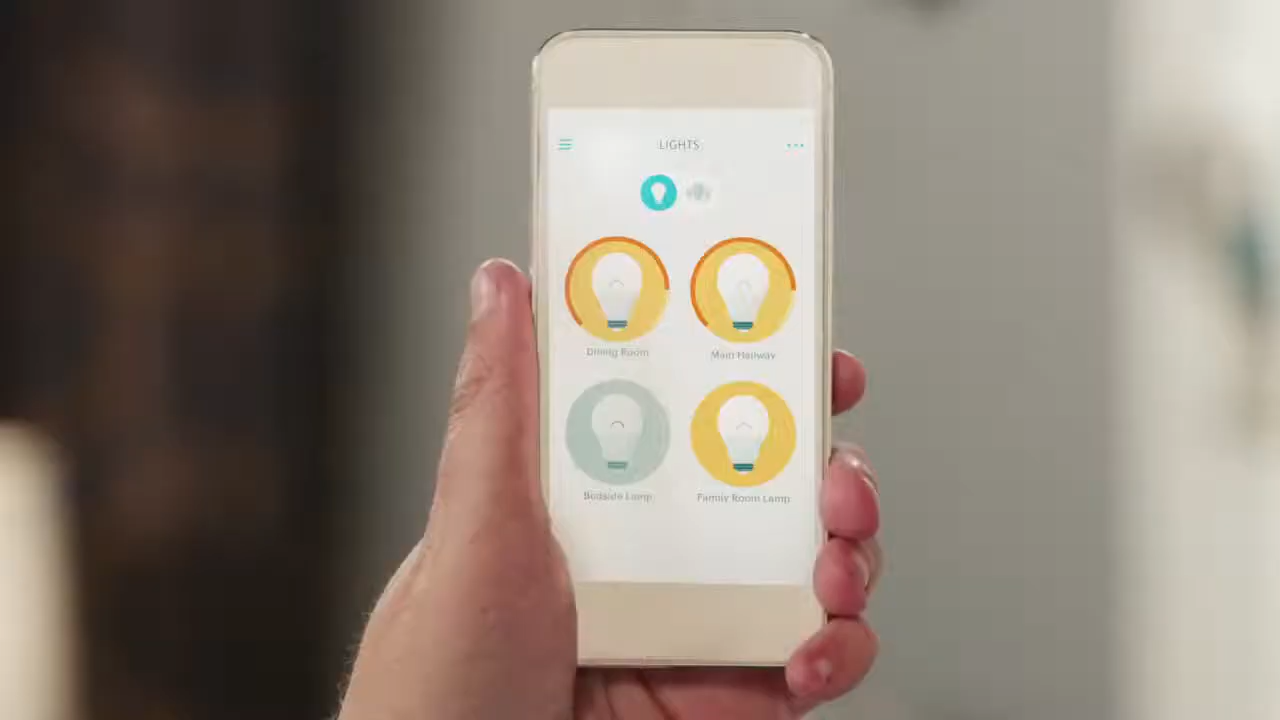 LIGHTS
Dining Room
Main Hallway
Bedside Lamp
Family Room Lamp